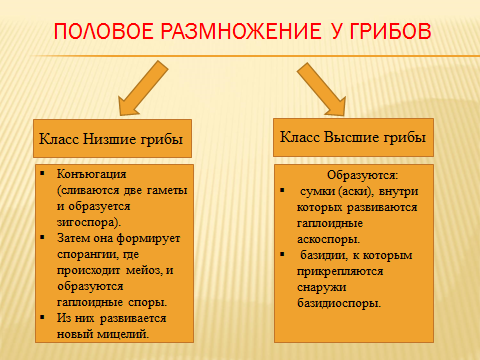 ПОЛОВОЕ РАЗМНОЖЕНИЕ У ГРИБОВ
Класс Низшие грибы
▪ Конъюгация
(сливаются две гаметы
и образуется
зигоспора).
▪ Затем она формирует
спорангии, где
происходит мейоз, и
образуются
гаплоидные споры.
▪ Из них развивается
новый мицелий.
Класс Высшие грибы
Образуются:
▪ сумки (аски), внутри
которых развиваются
гаплоидные
аскоспоры.
▪ базидии, к которым
прикрепляются
снаружи
базидиоспоры.